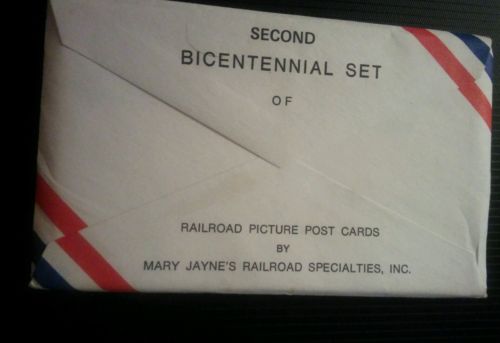 SECOND
BICENTENNIAL SET
OF
RAILROAD PICTURE POST CARDS
BY
MARY JAYNE'S RAILROAD SPECIALTIES, INC.